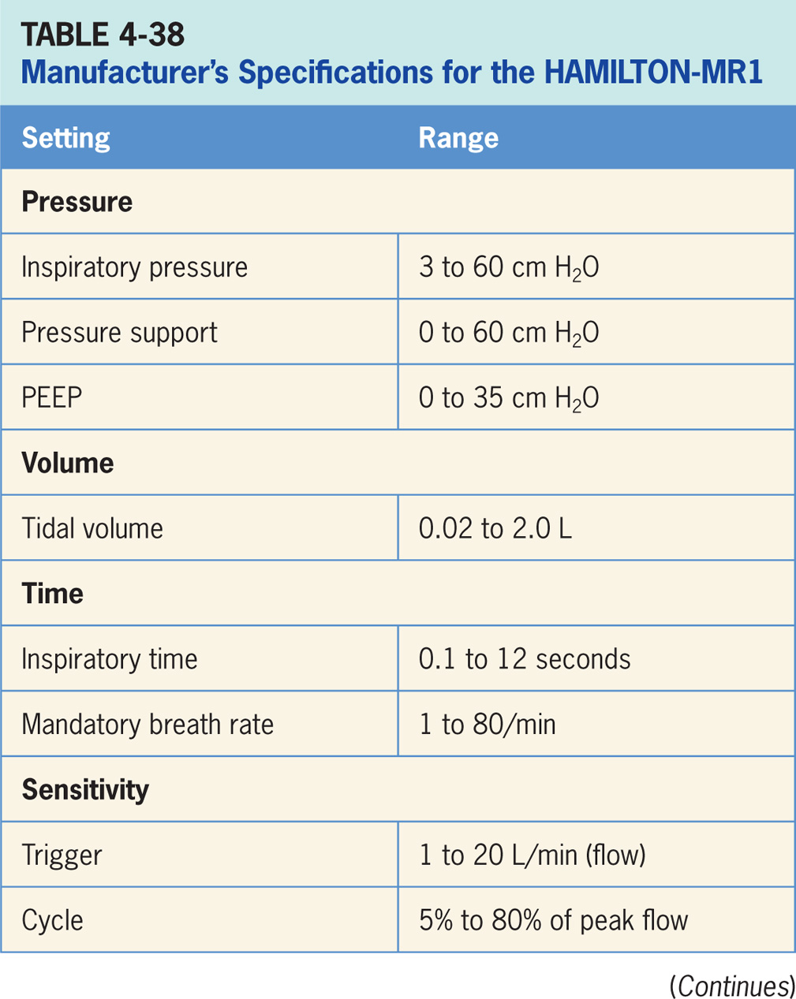 TABLE 4-38
Manufacturer’s Specifications for the HAMILTON-MR1
Setting Range
Pressure
Inspiratory pressure 3 to 60 cm H₂O
Pressure support 0 to 60 cm H₂O
PEEP 0 to 35 cm H₂O
Volume
Tidal volume 0.02 to 2.0 L
Time
Inspiratory time 0.1 to 12 seconds
Mandatory breath rate 1 to 80/min
Sensitivity
Trigger 1 to 20 L/min (flow)
Cycle 5% to 80% of peak flow
(Continues)